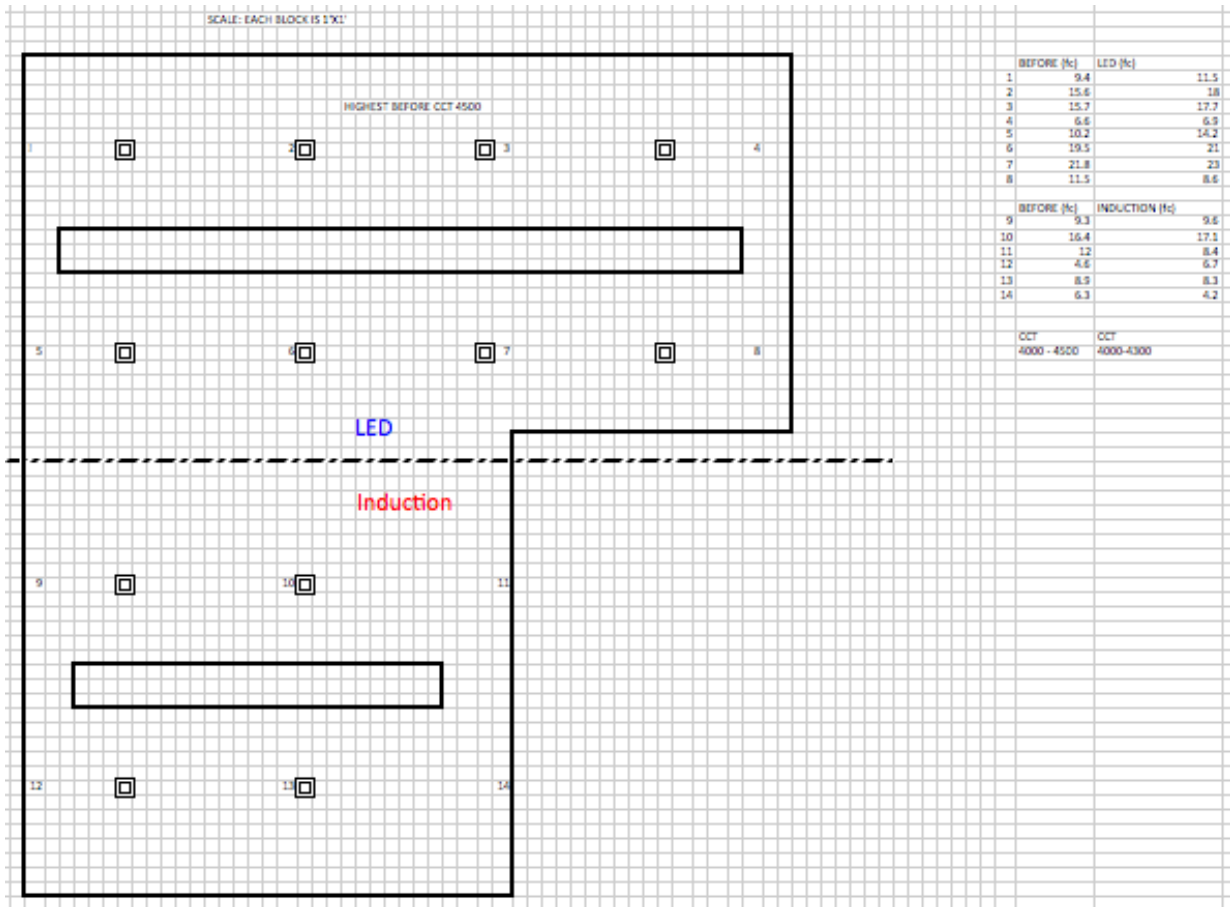 SCALE: EACH BLOCK IS 1'X1'
HIGHEST BEFORE CCT 4500
1 2 3 4
5 6 7 8
LED
Induction
9 10 11
12 13 14
BEFORE (fc) LED (fc)
1 9.4 11.5
2 15.6 18
3 15.7 17.7
4 6.6 6.9
5 10.2 14.2
6 19.5 21
7 21.8 23
8 11.5 8.6
BEFORE (fc) INDUCTION (fc)
9 9.3 9.6
10 16.4 17.1
11 12 8.4
12 4.6 6.7
13 8.9 8.3
14 6.3 4.2
CCT CCT
4000 - 4500 4000-4300